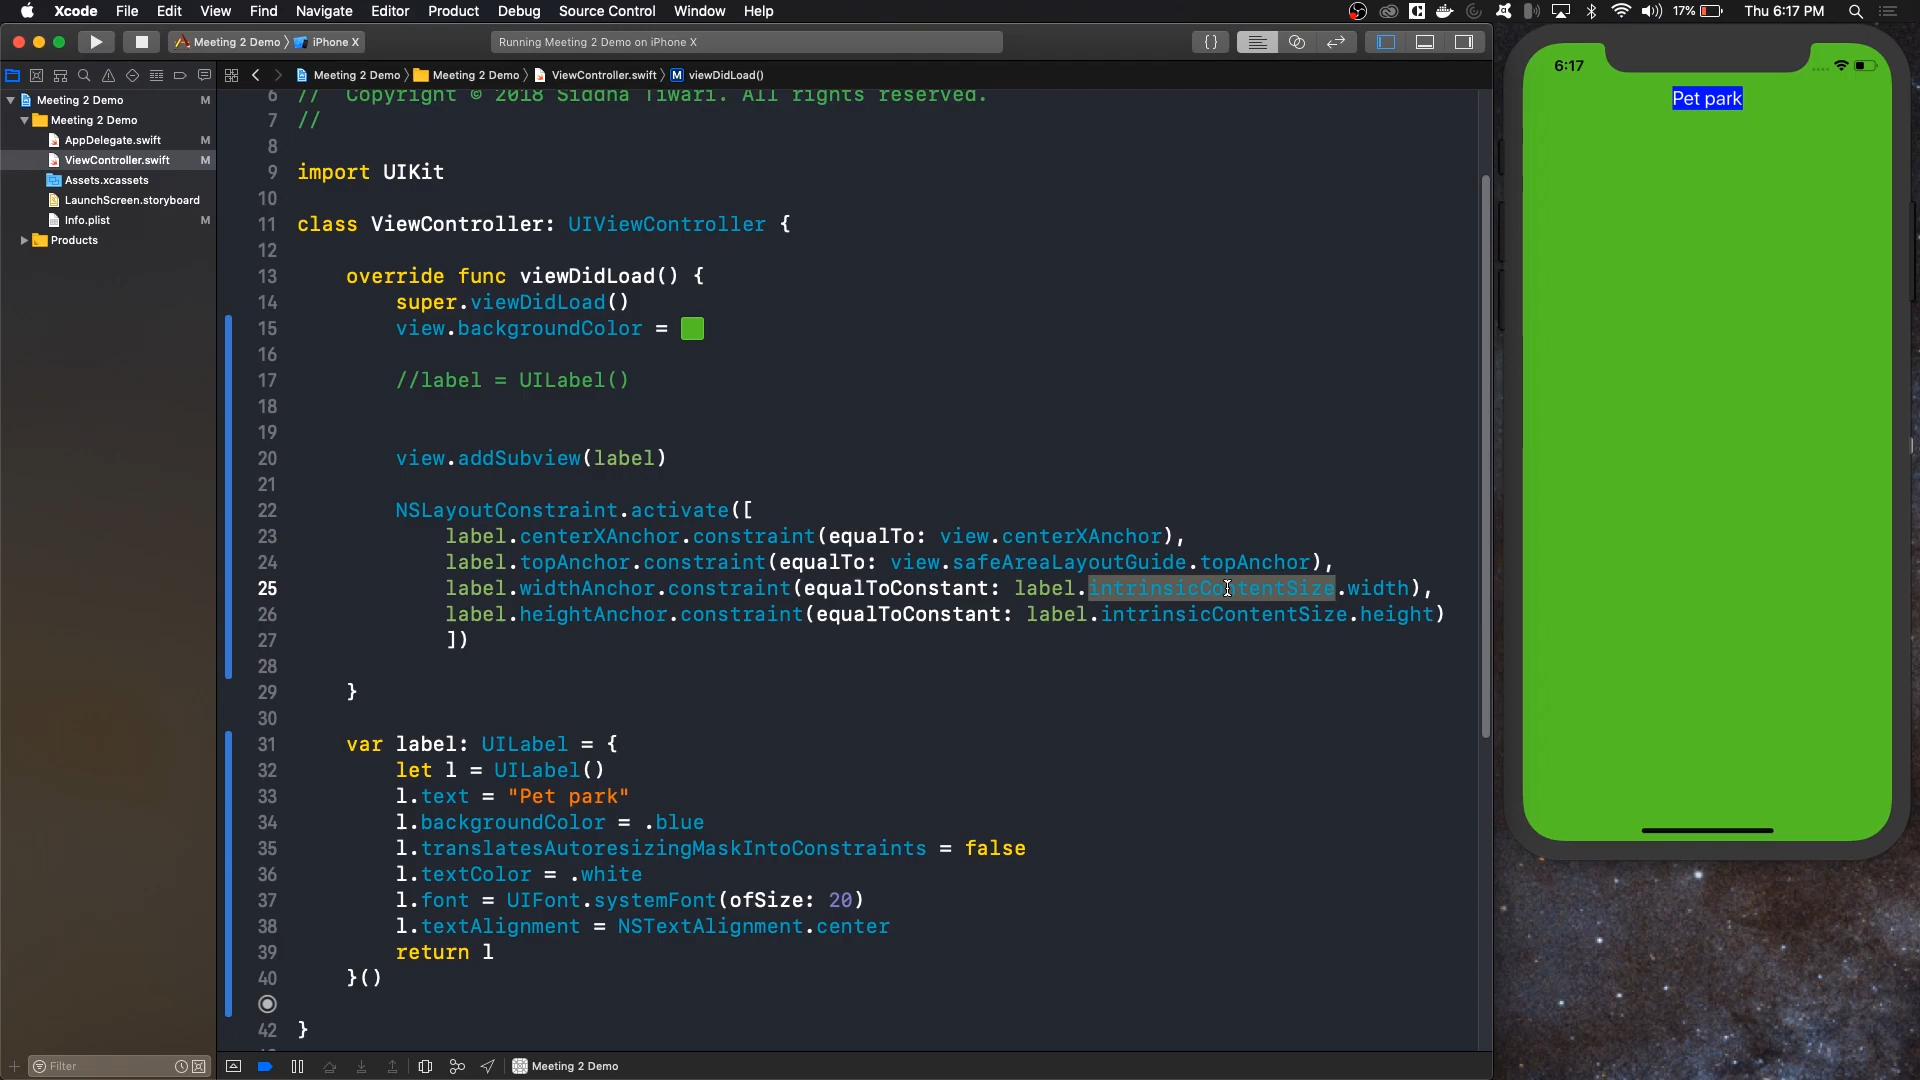 Xcode File Edit View Find Navigate Editor Product Debug Source Control Window Help 17% Thu 6:17 PM
Meeting 2 Demo iPhone X Running Meeting 2 Demo on iPhone X { }
Meeting 2 Demo Meeting 2 Demo ViewController.swift M viewDidLoad()
Meeting 2 Demo M
Meeting 2 Demo
AppDelegate.swift M
ViewController.swift M
Assets.xcassets
LaunchScreen.storyboard
Info.plist M
Products
6 // Copyright © 2018 Siddha Tiwari. All rights reserved.
7 //
8
9 import UIKit
10
11 class ViewController: UIViewController {
12
13 override func viewDidLoad() {
14 super.viewDidLoad()
15 view.backgroundColor =
16
17 //label = UILabel()
18
19
20 view.addSubview(label)
21
22 NSLayoutConstraint.activate([
23 label.centerXAnchor.constraint(equalTo: view.centerXAnchor),
24 label.topAnchor.constraint(equalTo: view.safeAreaLayoutGuide.topAnchor),
25 label.widthAnchor.constraint(equalToConstant: label.intrinsicContentSize.width),
26 label.heightAnchor.constraint(equalToConstant: label.intrinsicContentSize.height)
27 ])
28
29 }
30
31 var label: UILabel = {
32 let l = UILabel()
33 l.text = "Pet park"
34 l.backgroundColor = .blue
35 l.translatesAutoresizingMaskIntoConstraints = false
36 l.textColor = .white
37 l.font = UIFont.systemFont(ofSize: 20)
38 l.textAlignment = NSTextAlignment.center
39 return l
40 }()
42 }
Filter
Meeting 2 Demo
6:17
Pet park